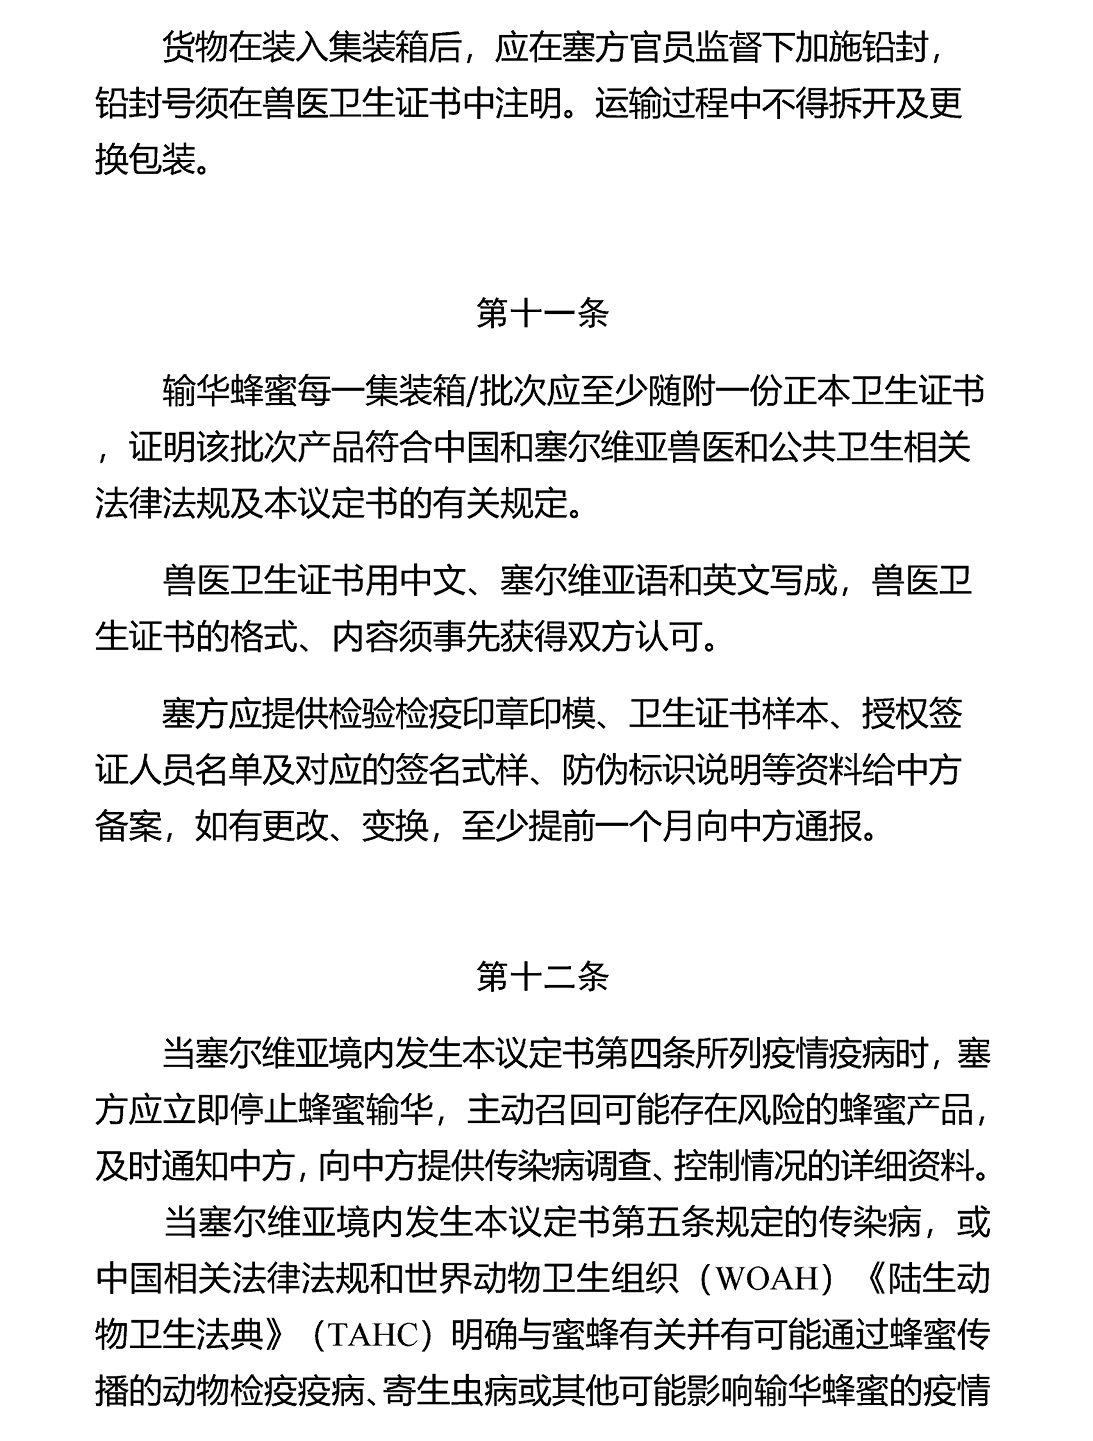 货物在装入集装箱后，应在塞方官员监督下加施铅封，
铅封号须在兽医卫生证书中注明。运输过程中不得拆开及更
换包装。
第十一条
输华蜂蜜每一集装箱/批次应至少随附一份正本卫生证书
，证明该批次产品符合中国和塞尔维亚兽医和公共卫生相关
法律法规及本议定书的有关规定。
兽医卫生证书用中文、塞尔维亚语和英文写成，兽医卫
生证书的格式、内容须事先获得双方认可。
塞方应提供检验检疫印章印模、卫生证书样本、授权签
证人员名单及对应的签名式样、防伪标识说明等资料给中方
备案，如有更改、变换，至少提前一个月向中方通报。
第十二条
当塞尔维亚境内发生本议定书第四条所列疫情疫病时，塞
方应立即停止蜂蜜输华，主动召回可能存在风险的蜂蜜产品，
及时通知中方，向中方提供传染病调查、控制情况的详细资料。
当塞尔维亚境内发生本议定书第五条规定的传染病，或
中国相关法律法规和世界动物卫生组织（WOAH）《陆生动
物卫生法典》（TAHC）明确与蜜蜂有关并有可能通过蜂蜜传
播的动物检疫疫病、寄生虫病或其他可能影响输华蜂蜜的疫情